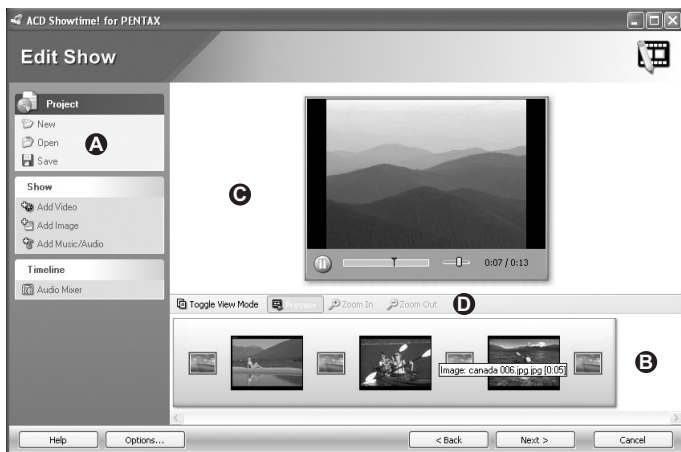 ACD Showtime! for PENTAX
Edit Show
Project
New
Open
Save
A
Show
Add Video
Add Image
Add Music/Audio
Timeline
Audio Mixer
C
0:07 / 0:13
Toggle View Mode Preview Zoom In Zoom Out D
Image: canada 006.jpg.jpg [0:05]
B
Help Options... < Back Next > Cancel